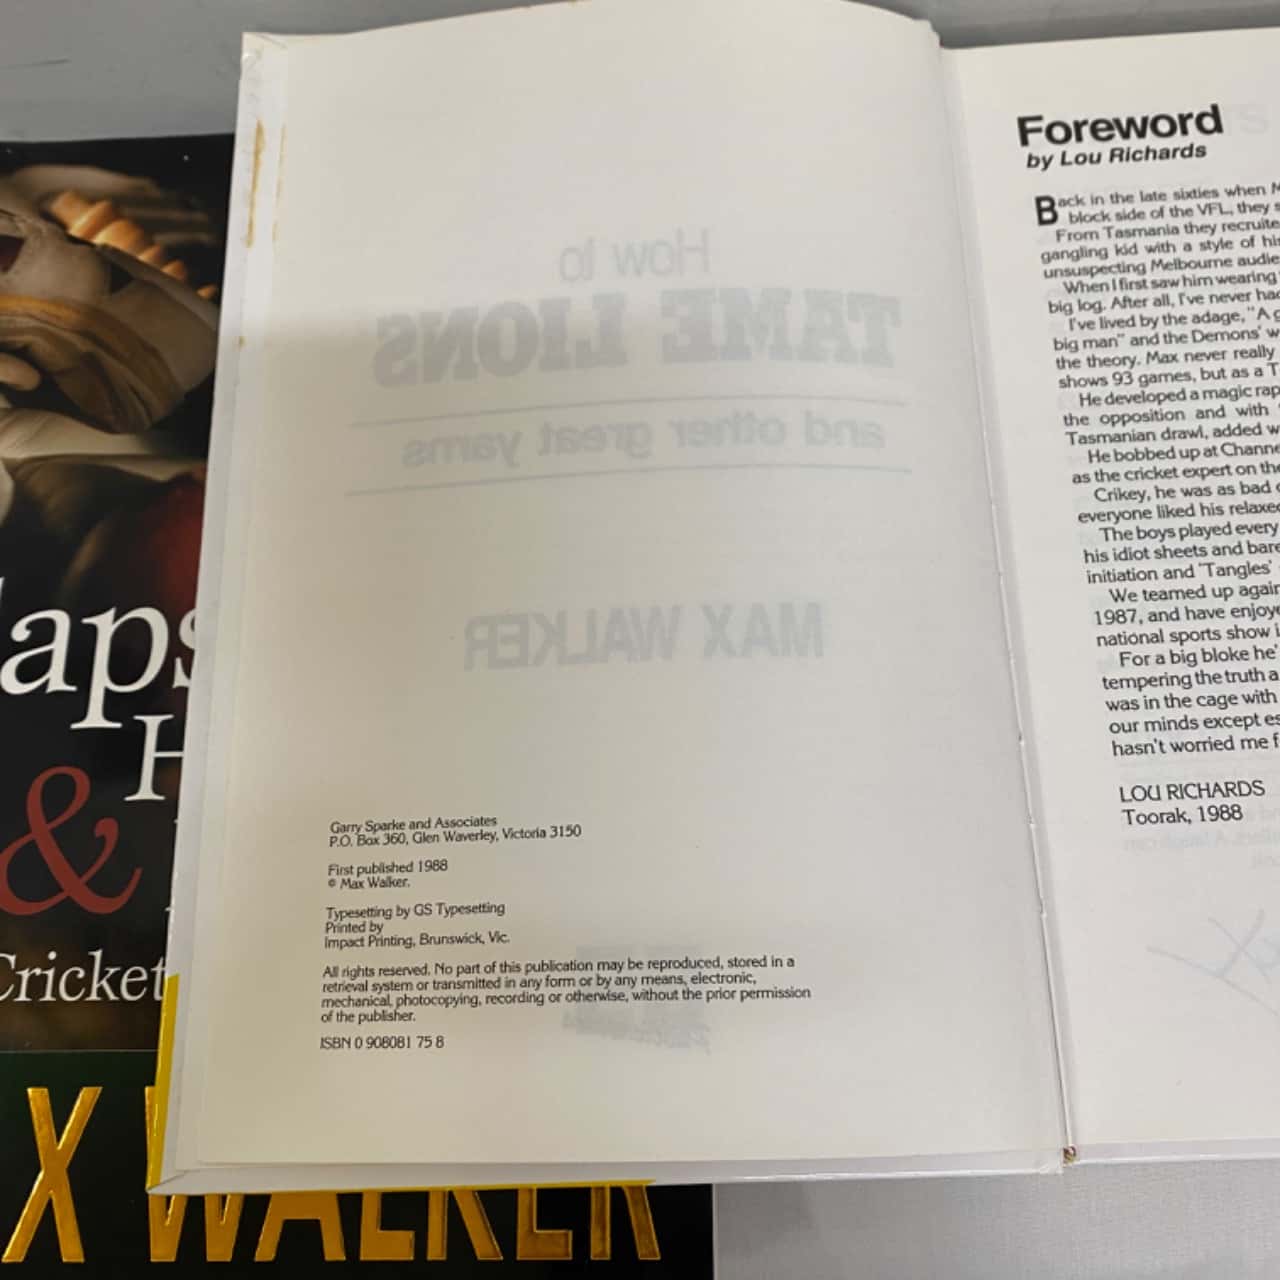 How to
TAME LIONS
and other great yarns
MAX WALKER
Garry Sparke and Associates
P.O. Box 360, Glen Waverley, Victoria 3150
First published 1988
© Max Walker.
Typesetting by GS Typesetting
Printed by
Impact Printing, Brunswick, Vic.
All rights reserved. No part of this publication may be reproduced, stored in a
retrieval system or transmitted in any form or by any means, electronic,
mechanical, photocopying, recording or otherwise, without the prior permission
of the publisher.
ISBN 0 908081 75 8
Foreword
by Lou Richards
Back in the late sixties when M
block side of the VFL, they s
From Tasmania they recruite
gangling kid with a style of his
unsuspecting Melbourne audie
When I first saw him wearing
big log. After all, I've never had
I've lived by the adage, "A g
big man" and the Demons' w
the theory. Max never really
shows 93 games, but as a T
He developed a magic rap
the opposition and with
Tasmanian drawl, added w
He bobbed up at Channe
as the cricket expert on the
Crikey, he was as bad
everyone liked his relaxed
The boys played every
his idiot sheets and bare
initiation and 'Tangles'
We teamed up again
1987, and have enjoye
national sports show i
For a big bloke he'
tempering the truth a
was in the cage with
our minds except es
hasn't worried me f
LOU RICHARDS
Toorak, 1988
aps
H
&
Cricket
X WALKER